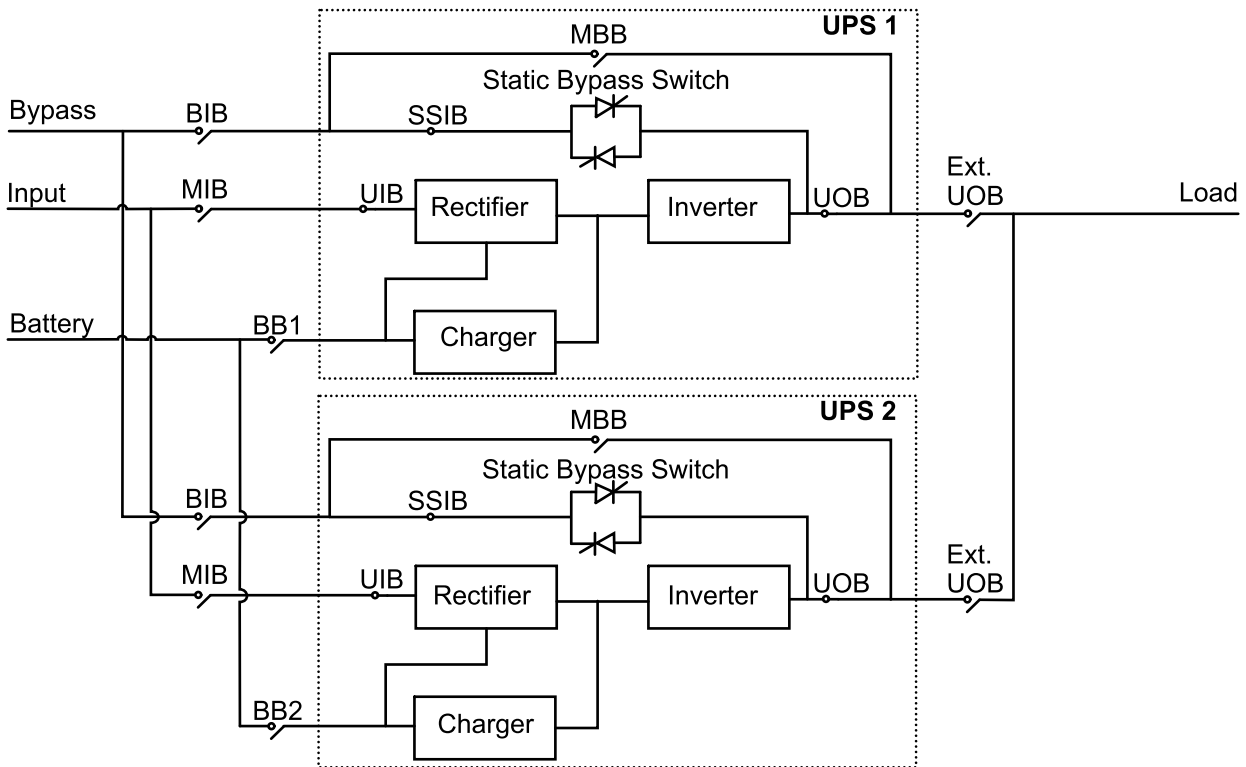 UPS 1
MBB
Static Bypass Switch
Bypass
BIB
SSIB
Input
MIB
UIB
Rectifier
Inverter
UOB
Ext.
UOB
Load
Battery
BB1
Charger
UPS 2
MBB
Static Bypass Switch
BIB
SSIB
MIB
UIB
Rectifier
Inverter
UOB
Ext.
UOB
BB2
Charger